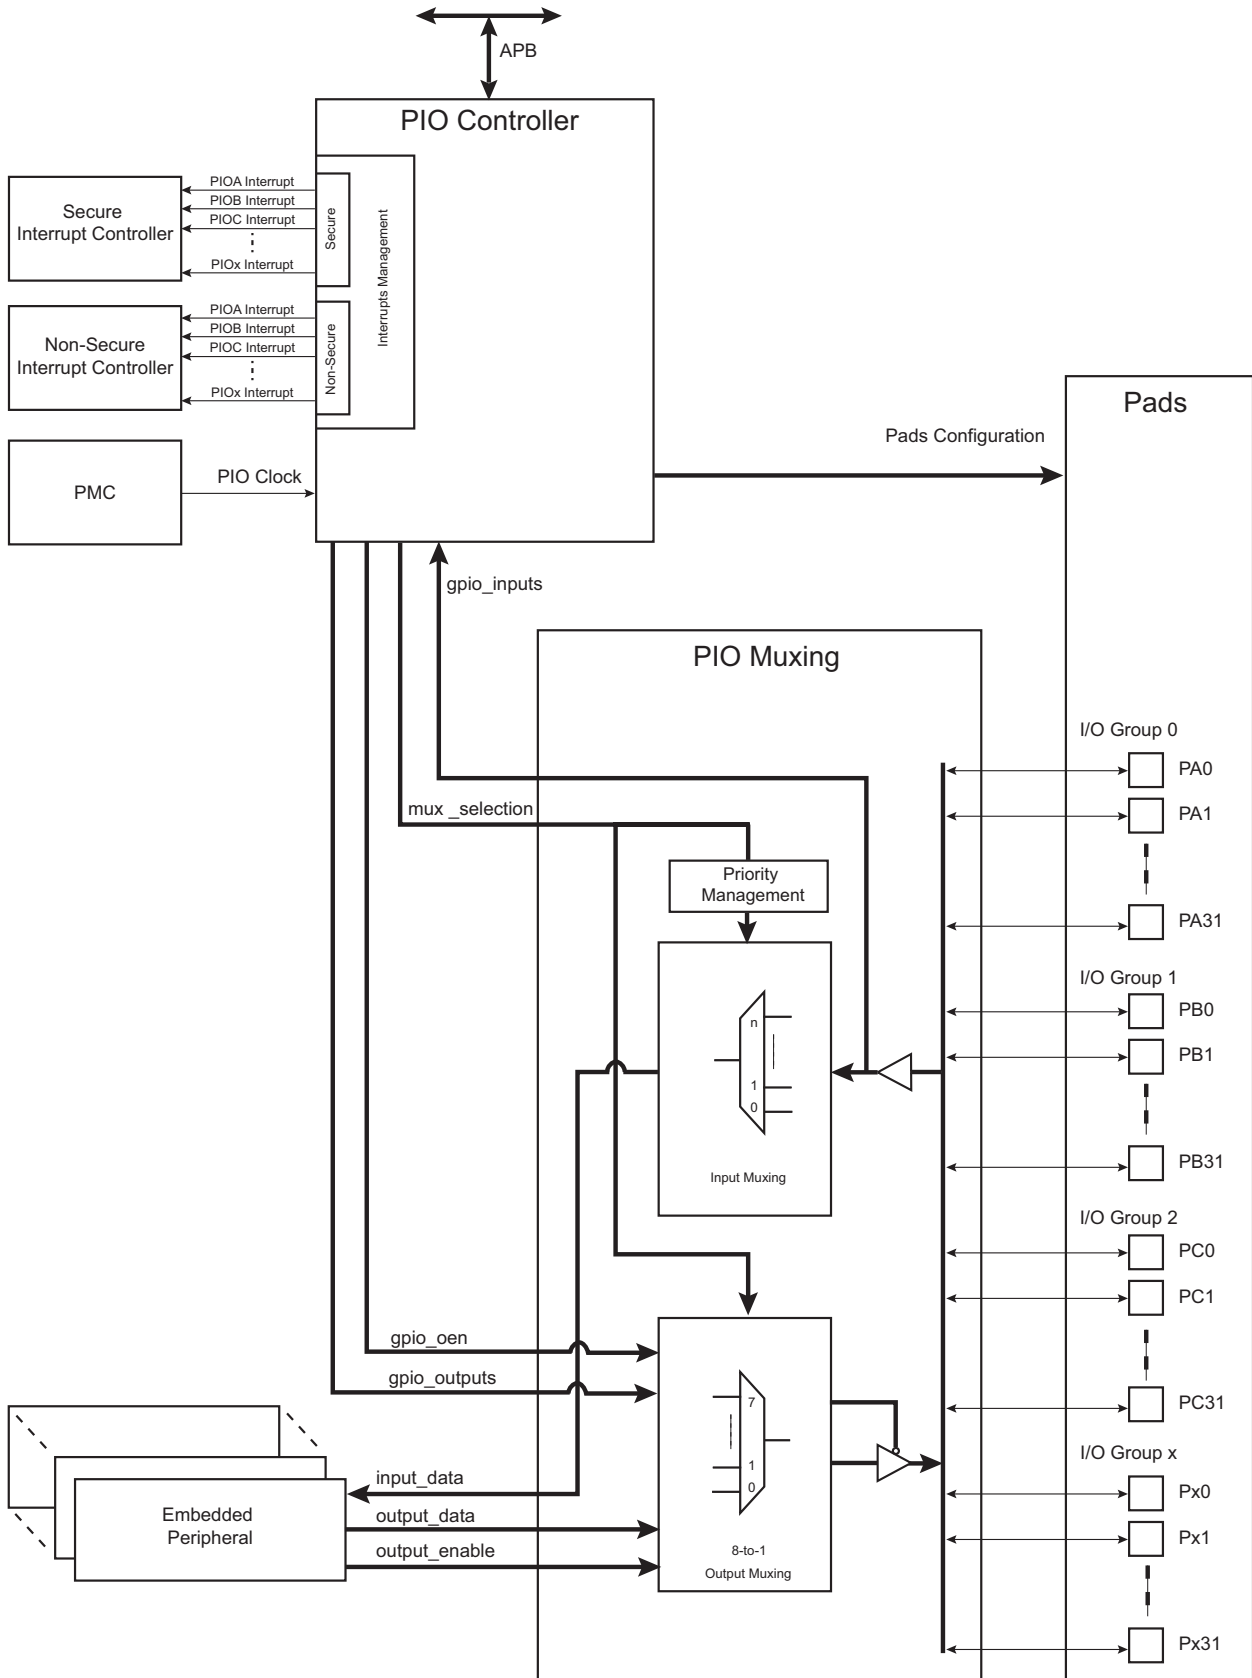 APB
PIO Controller
PIOA Interrupt
PIOB Interrupt
PIOC Interrupt
PIOx Interrupt
Secure
Interrupt Controller
Secure
Interrupts Management
PIOA Interrupt
PIOB Interrupt
PIOC Interrupt
PIOx Interrupt
Non-Secure
Interrupt Controller
Non-Secure
PMC
PIO Clock
Pads Configuration
Pads
gpio_inputs
PIO Muxing
mux _selection
Priority
Management
n
1
0
Input Muxing
gpio_oen
gpio_outputs
7
1
0
8-to-1
Output Muxing
input_data
output_data
output_enable
Embedded
Peripheral
I/O Group 0
PA0
PA1
PA31
I/O Group 1
PB0
PB1
PB31
I/O Group 2
PC0
PC1
PC31
I/O Group x
Px0
Px1
Px31